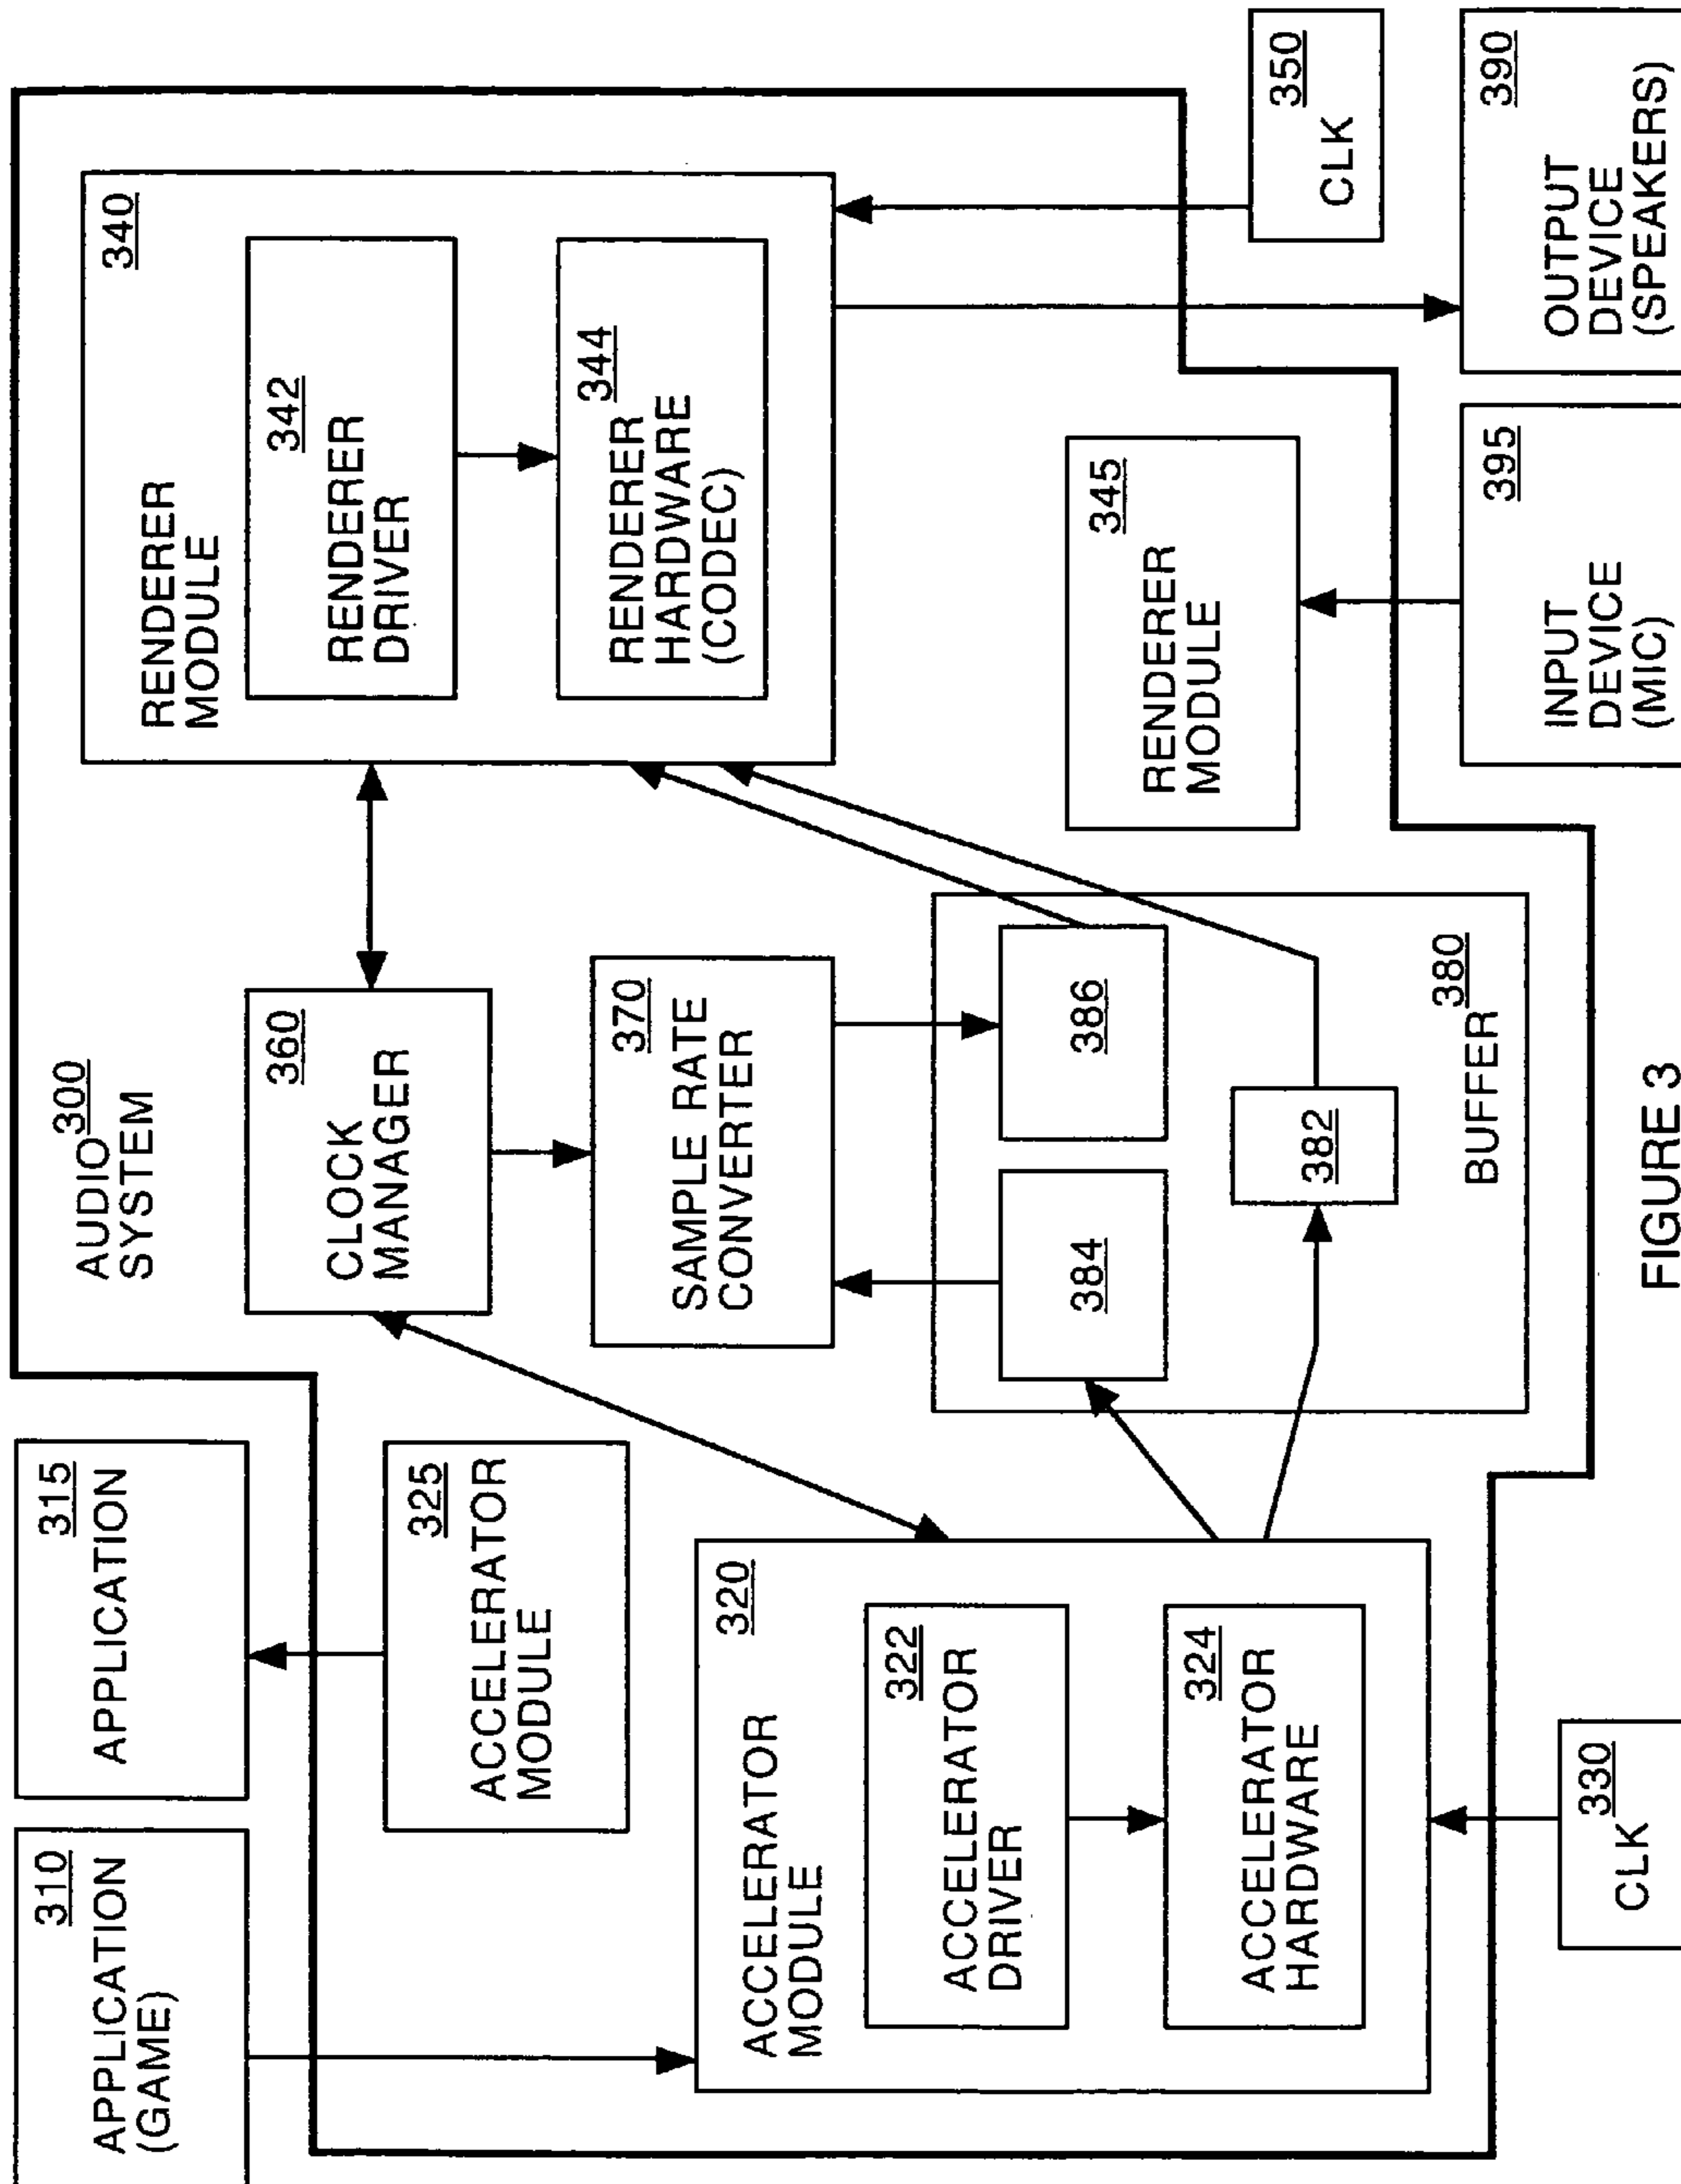 310
APPLICATION
(GAME)
315
APPLICATION
300
AUDIO
SYSTEM
325
ACCELERATOR
MODULE
360
CLOCK
MANAGER
340
RENDERER
MODULE
342
RENDERER
DRIVER
344
RENDERER
HARDWARE
(CODEC)
320
ACCELERATOR
MODULE
322
ACCELERATOR
DRIVER
324
ACCELERATOR
HARDWARE
370
SAMPLE RATE
CONVERTER
384
386
382
380
BUFFER
345
RENDERER
MODULE
330
CLK
350
CLK
395
INPUT
DEVICE
(MIC)
390
OUTPUT
DEVICE
(SPEAKERS)
FIGURE 3